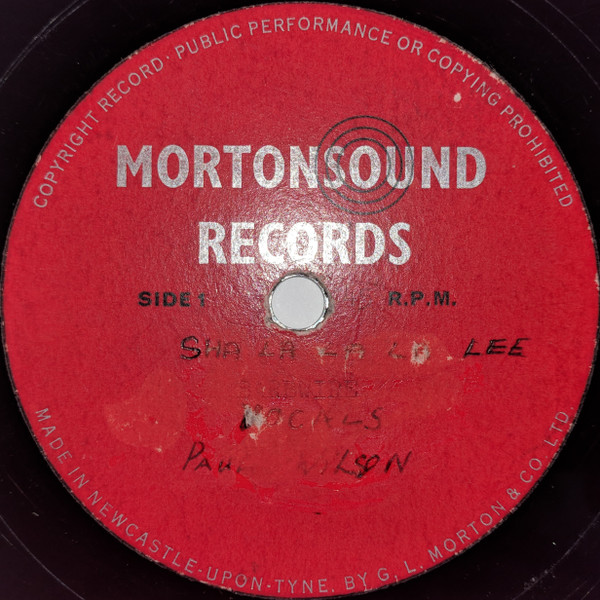 COPYRIGHT RECORD · PUBLIC PERFORMANCE OR COPYING PROHIBITED
MORTONSOUND
RECORDS
SIDE 1 R.P.M.
SHA LA LA LA LEE
MADE IN NEWCASTLE-UPON-TYNE, BY G. L. MORTON & CO LTD